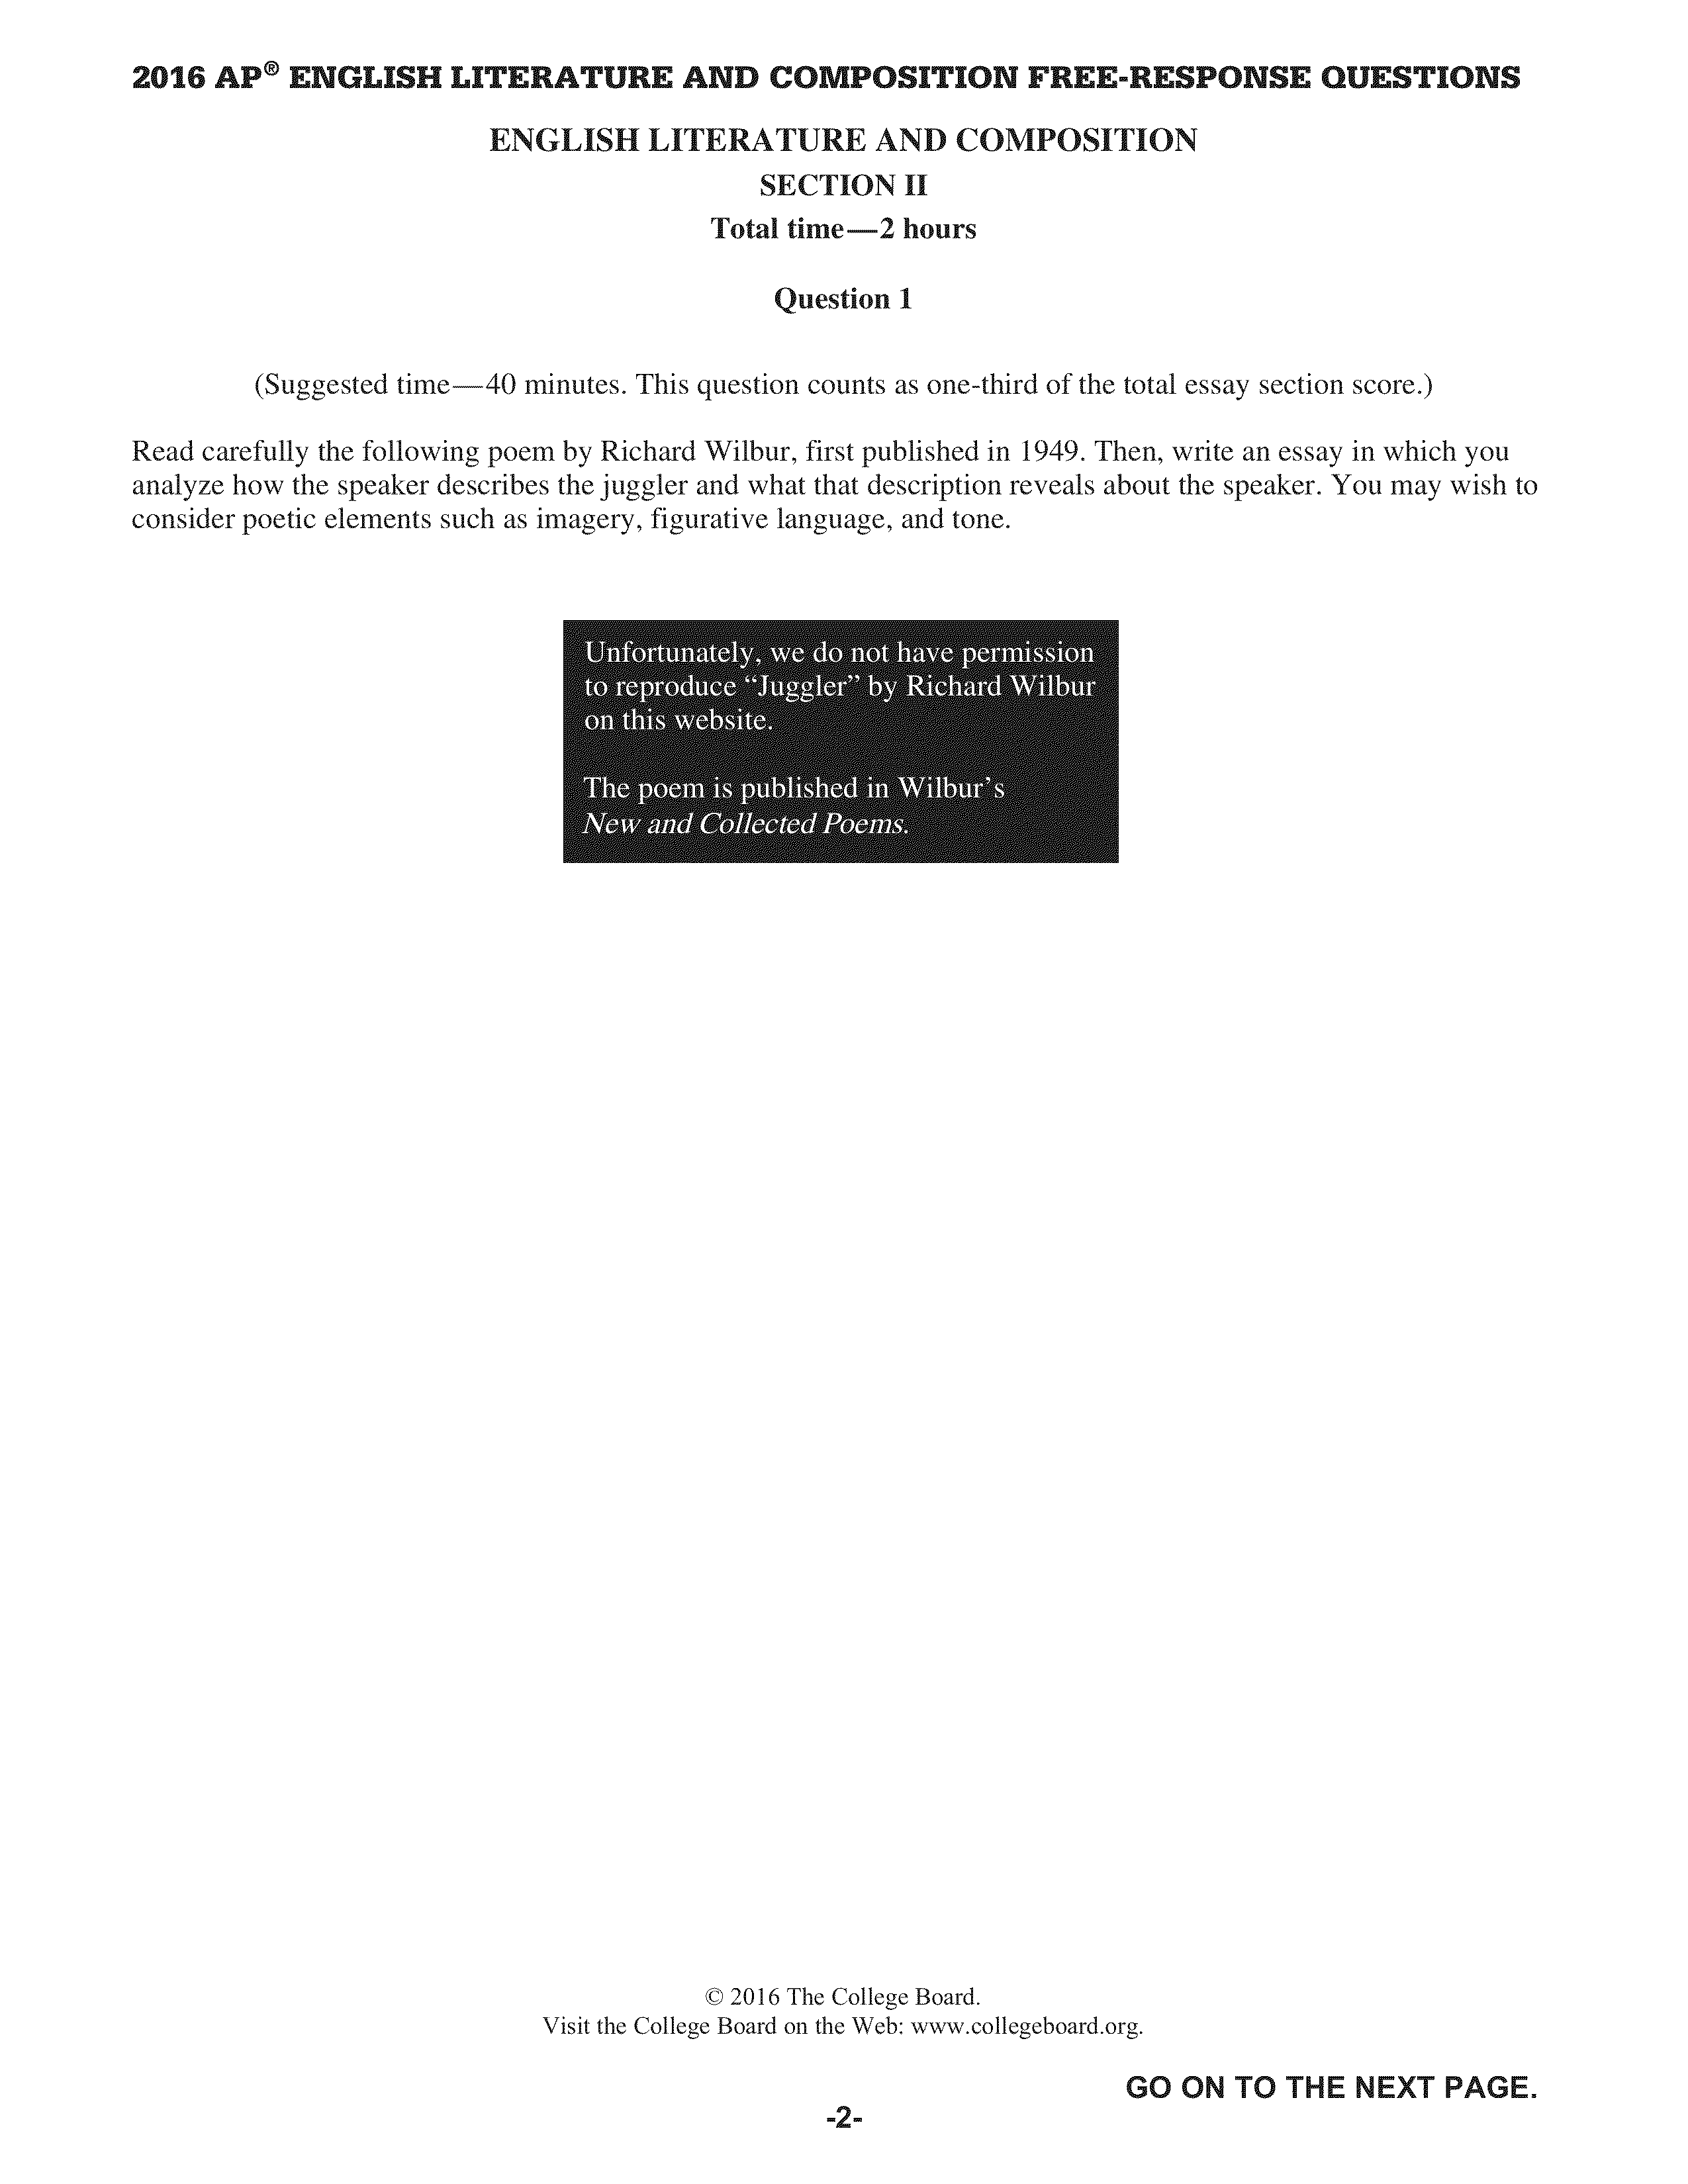 2016 AP® ENGLISH LITERATURE AND COMPOSITION FREE-RESPONSE QUESTIONS
ENGLISH LITERATURE AND COMPOSITION
SECTION II
Total time—2 hours
Question 1
(Suggested time—40 minutes. This question counts as one-third of the total essay section score.)
Read carefully the following poem by Richard Wilbur, first published in 1949. Then, write an essay in which you
analyze how the speaker describes the juggler and what that description reveals about the speaker. You may wish to
consider poetic elements such as imagery, figurative language, and tone.
Unfortunately, we do not have permission
to reproduce “Juggler” by Richard Wilbur
on this website.
The poem is published in Wilbur’s
New and Collected Poems.
© 2016 The College Board.
Visit the College Board on the Web: www.collegeboard.org.
GO ON TO THE NEXT PAGE.
-2-